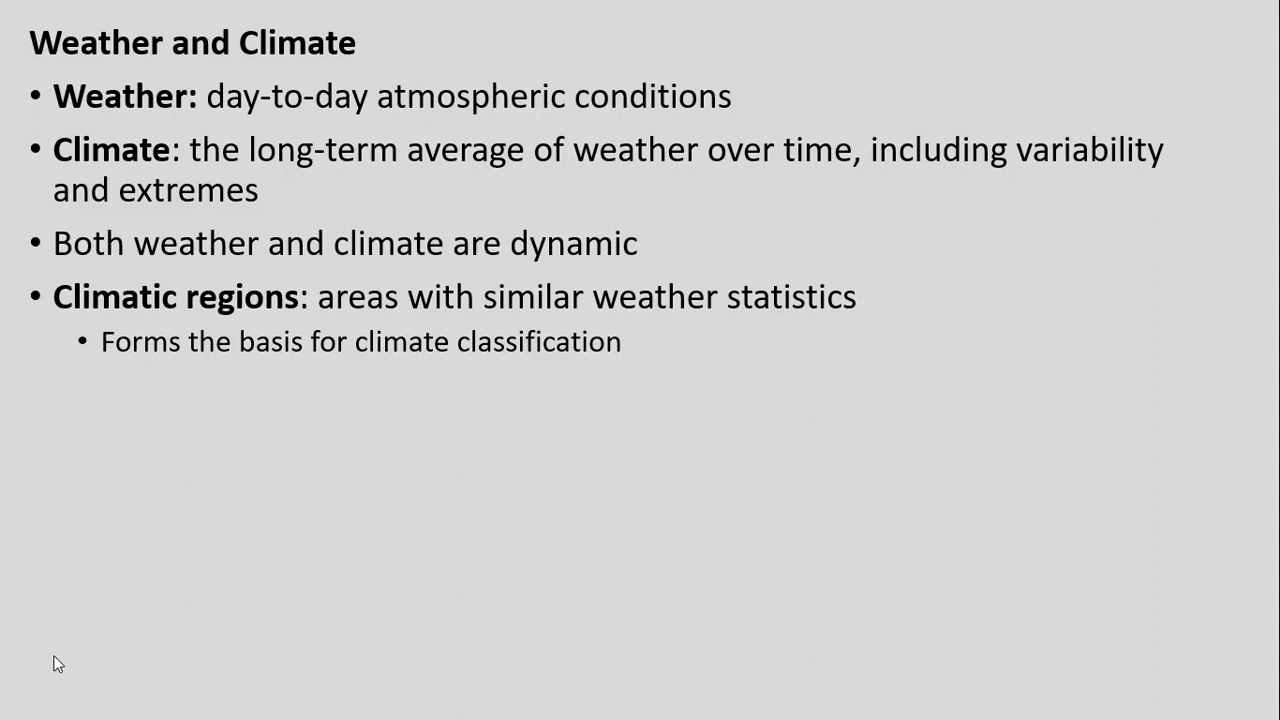 Weather and Climate
• Weather: day-to-day atmospheric conditions
• Climate: the long-term average of weather over time, including variability
and extremes
• Both weather and climate are dynamic
• Climatic regions: areas with similar weather statistics
• Forms the basis for climate classification